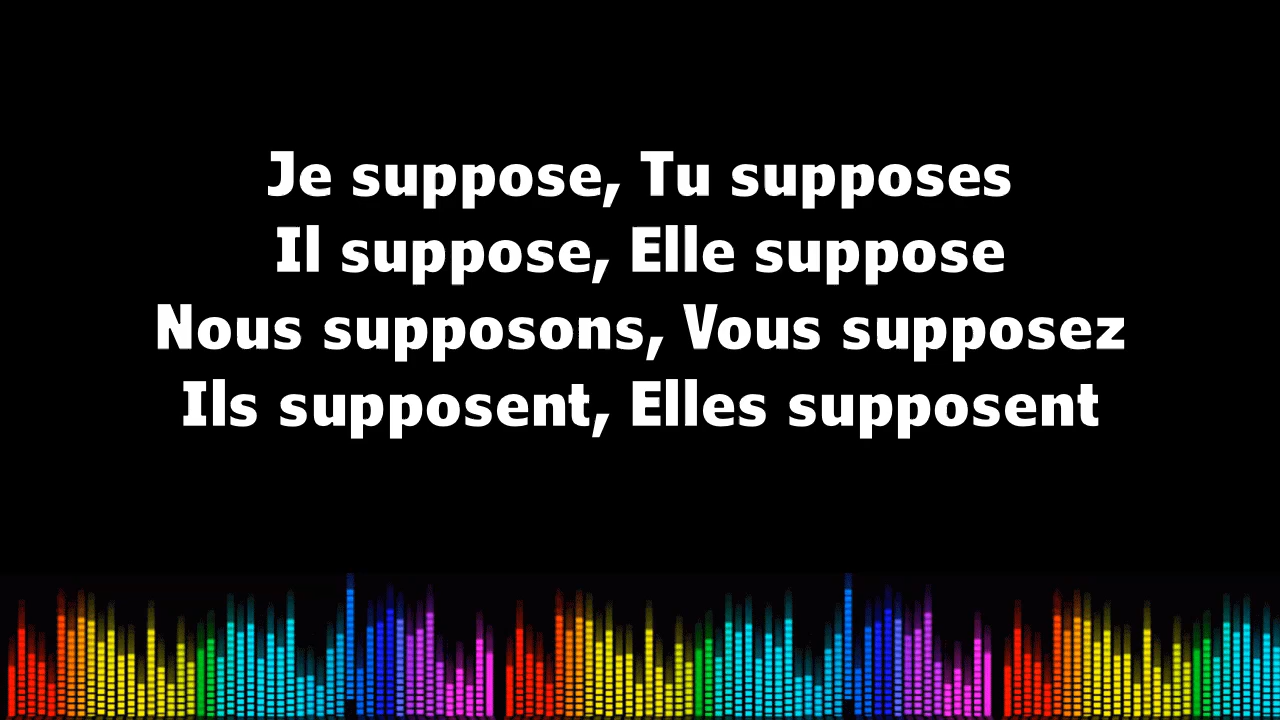 Je suppose, Tu supposes
Il suppose, Elle suppose
Nous supposons, Vous supposez
Ils supposent, Elles supposent